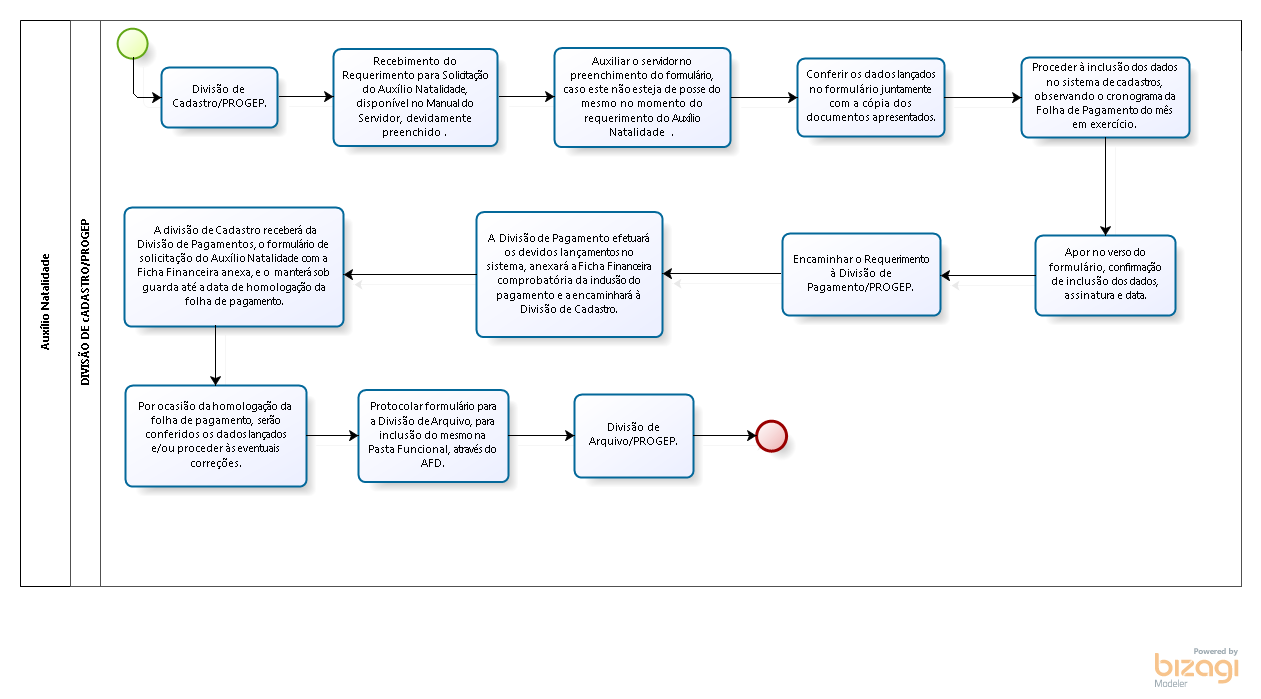 Auxílio Natalidade
DIVISÃO DE cADASTRO/PROGEP
Divisão de
Cadastro/PROGEP.
Recebimento do
Requerimento para Solicitação
do Auxílio Natalidade,
disponível no Manual do
Servidor, devidamente
preenchido .
Auxiliar o servidor no
preenchimento do formulário,
caso este não esteja de posse do
mesmo no momento do
requerimento do Auxílio
Natalidade .
Conferir os dados lançados
no formulário juntamente
com a cópia dos
documentos apresentados.
Proceder à inclusão dos dados
no sistema de cadastros,
observando o cronograma da
Folha de Pagamento do mês
em exercício.
Apor no verso do
formulário, confirmação
de inclusão dos dados,
assinatura e data.
Encaminhar o Requerimento
à Divisão de
Pagamento/PROGEP.
A Divisão de Pagamento efetuará
os devidos lançamentos no
sistema, anexará a Ficha Financeira
comprobatória da inclusão do
pagamento e a encaminhará à
Divisão de Cadastro.
A divisão de Cadastro receberá da
Divisão de Pagamentos, o formulário de
solicitação do Auxílio Natalidade com a
Ficha Financeira anexa, e o manterá sob
guarda até a data de homologação da
folha de pagamento.
Por ocasião da homologação da
folha de pagamento, serão
conferidos os dados lançados
e/ou proceder às eventuais
correções.
Protocolar formulário para
a Divisão de Arquivo, para
inclusão do mesmo na
Pasta Funcional, através do
AFD.
Divisão de
Arquivo/PROGEP.
Powered by
bizagi
Modeler